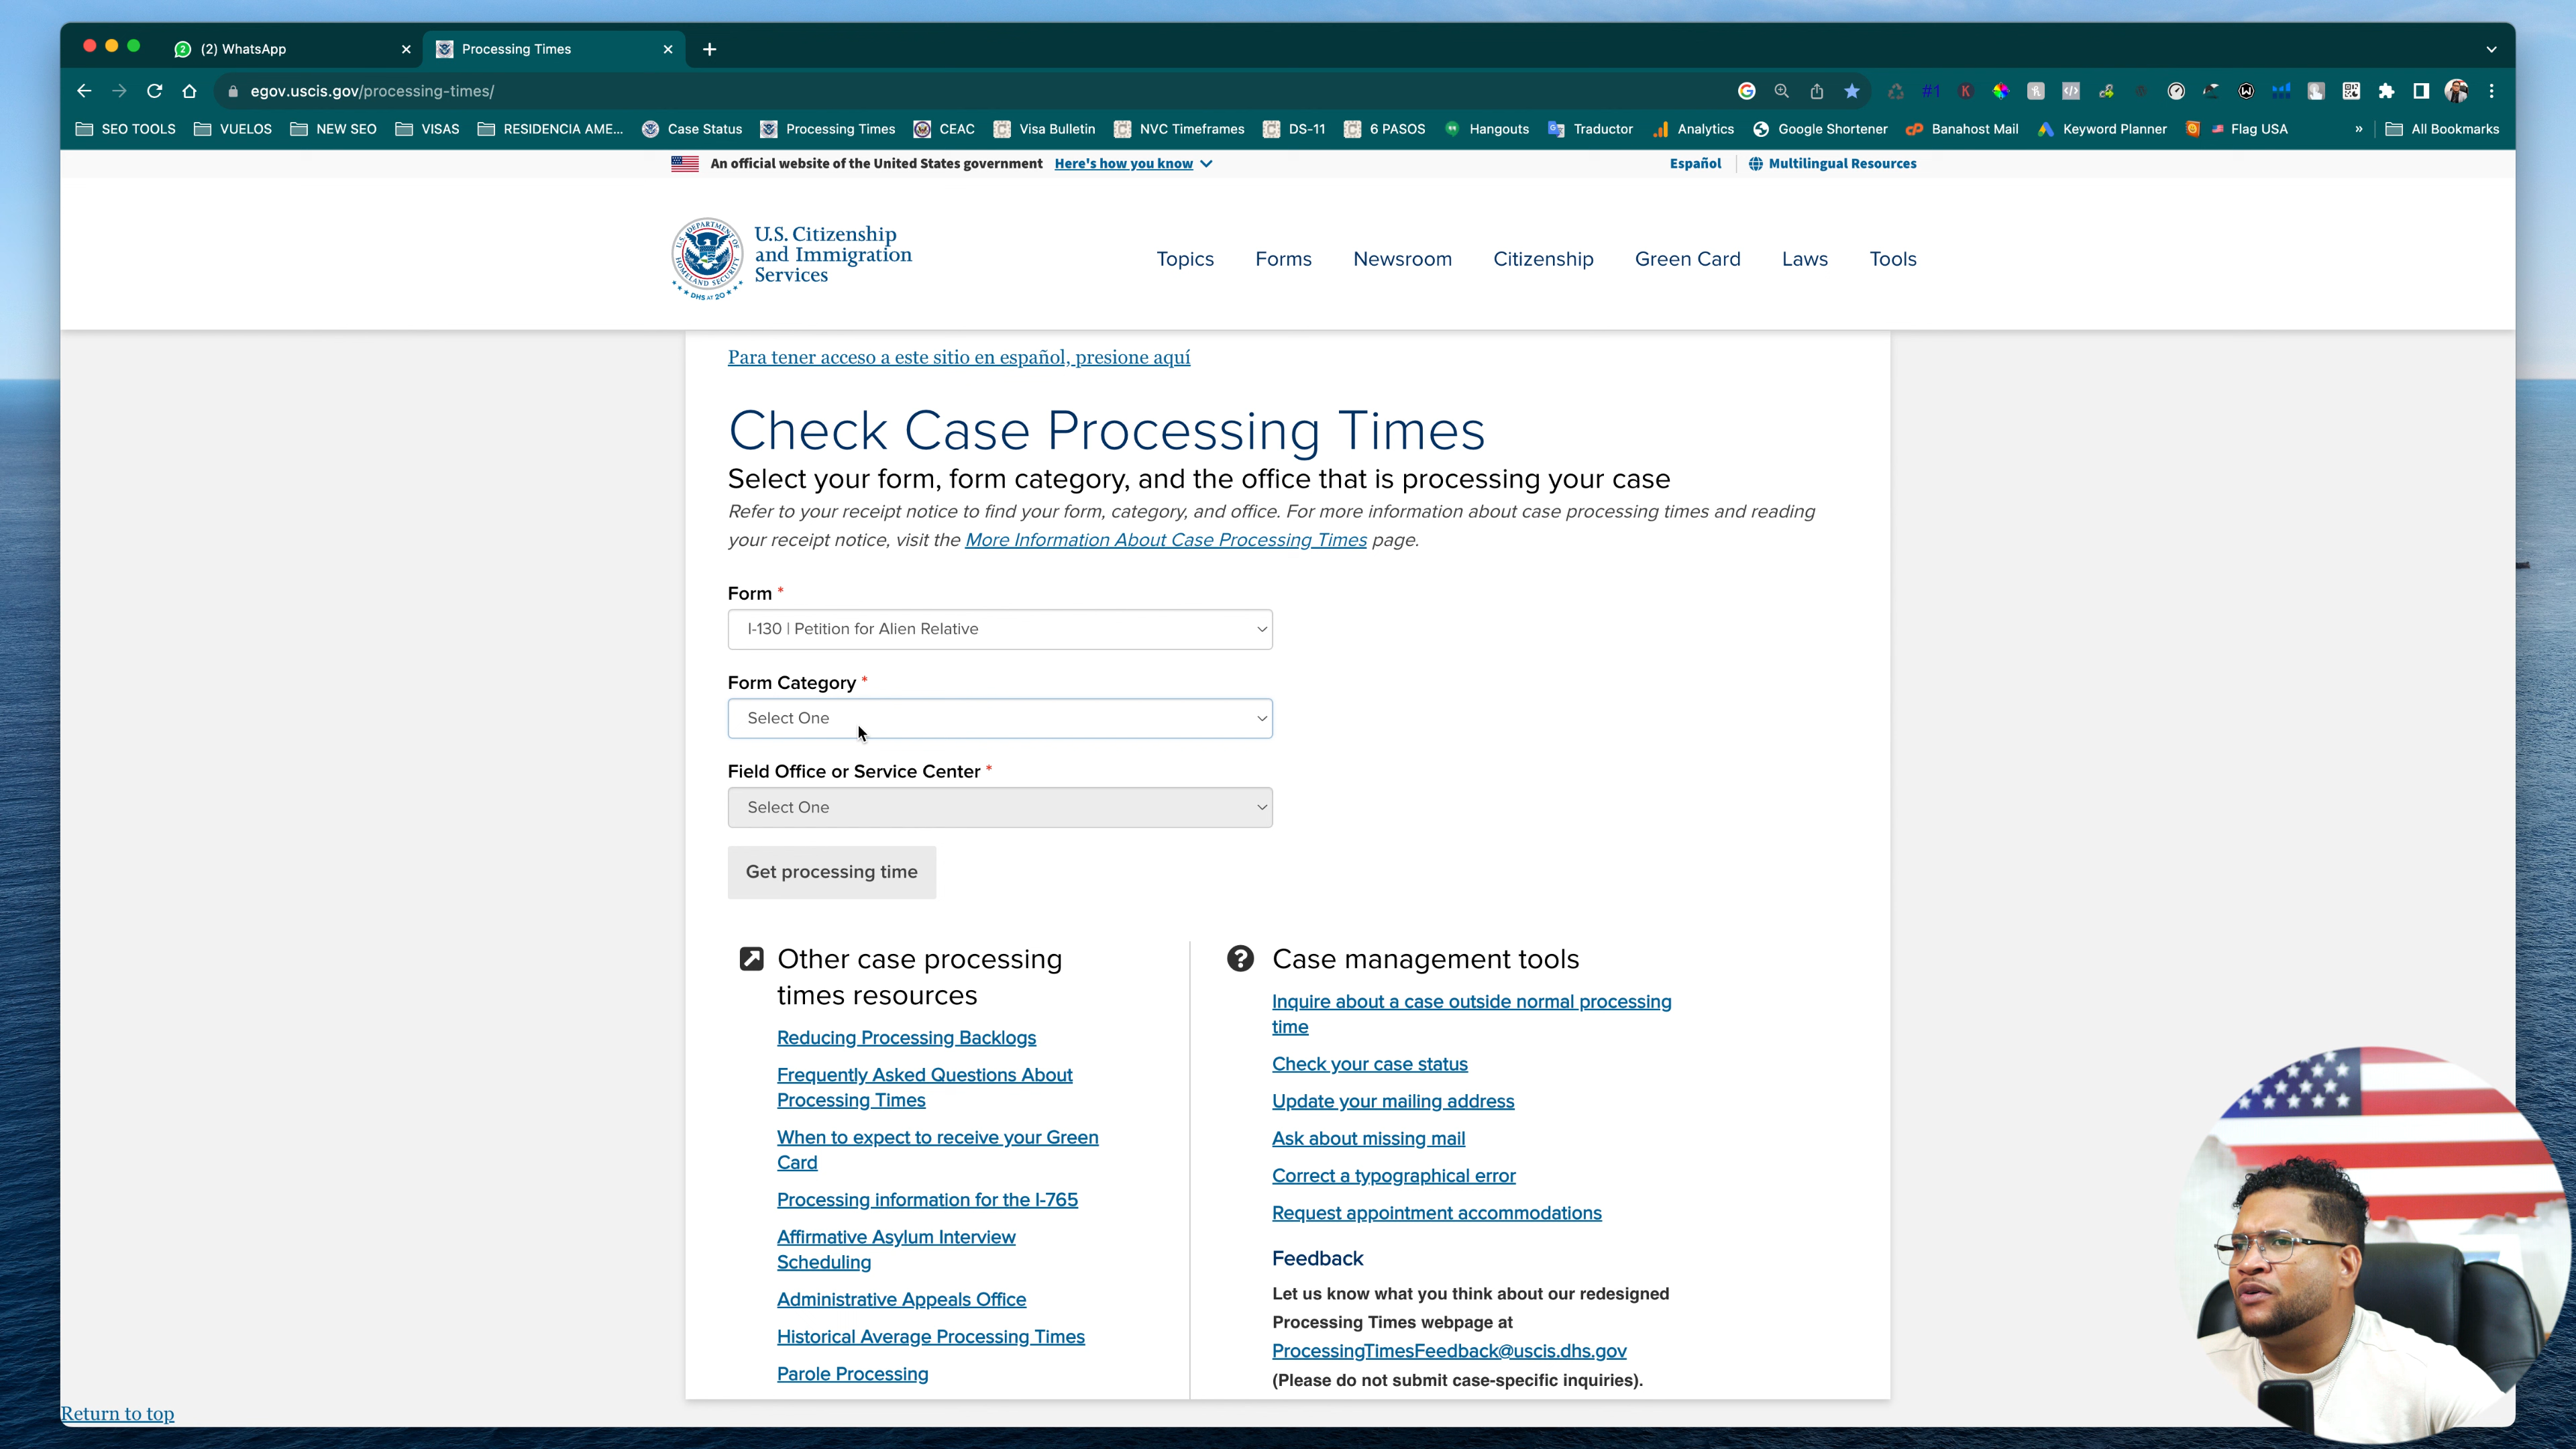 (2) WhatsApp
Processing Times
egov.uscis.gov/processing-times/
SEO TOOLS VUELOS NEW SEO VISAS RESIDENCIA AME... Case Status Processing Times CEAC Visa Bulletin NVC Timeframes DS-11 6 PASOS Hangouts Traductor Analytics Google Shortener Banahost Mail Keyword Planner Flag USA » All Bookmarks
An official website of the United States government Here's how you know
Español Multilingual Resources
U.S. Citizenship
and Immigration
Services
DHS AT 20
Topics Forms Newsroom Citizenship Green Card Laws Tools
Para tener acceso a este sitio en español, presione aquí
Check Case Processing Times
Select your form, form category, and the office that is processing your case
Refer to your receipt notice to find your form, category, and office. For more information about case processing times and reading
your receipt notice, visit the More Information About Case Processing Times page.
Form *
I-130 | Petition for Alien Relative
Form Category *
Select One
Field Office or Service Center *
Select One
Get processing time
Other case processing
times resources
Reducing Processing Backlogs
Frequently Asked Questions About
Processing Times
When to expect to receive your Green
Card
Processing information for the I-765
Affirmative Asylum Interview
Scheduling
Administrative Appeals Office
Historical Average Processing Times
Parole Processing
Case management tools
Inquire about a case outside normal processing
time
Check your case status
Update your mailing address
Ask about missing mail
Correct a typographical error
Request appointment accommodations
Feedback
Let us know what you think about our redesigned
Processing Times webpage at
ProcessingTimesFeedback@uscis.dhs.gov
(Please do not submit case-specific inquiries).
Return to top